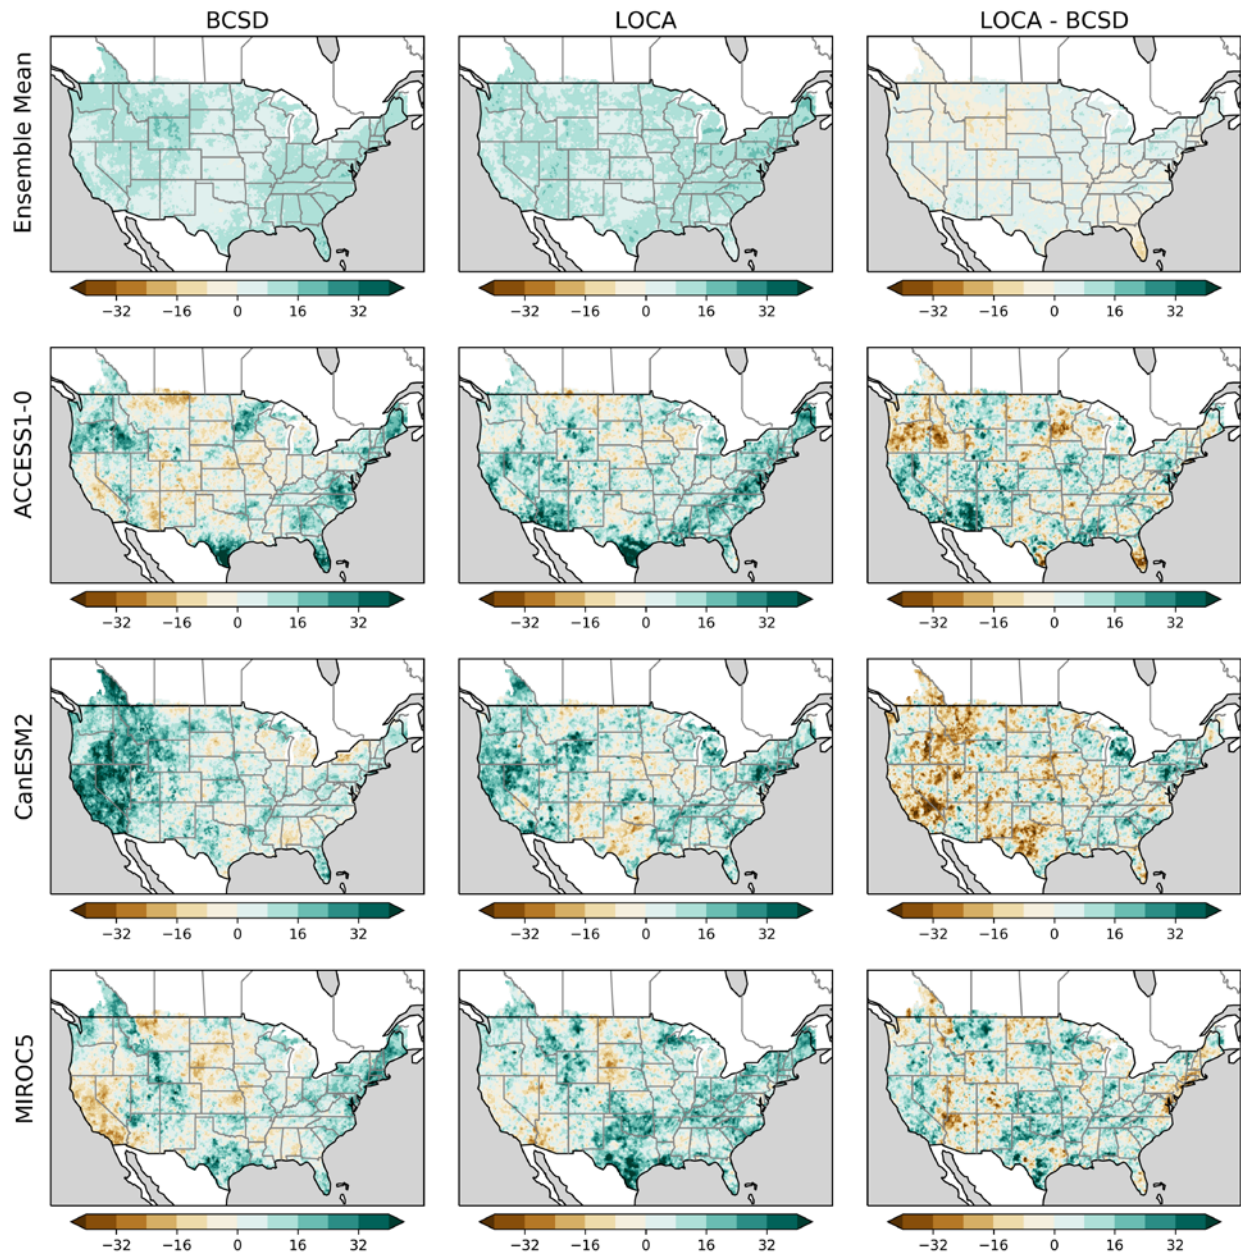 BCSD LOCA LOCA - BCSD
Ensemble Mean
−32 −16 0 16 32 −32 −16 0 16 32 −32 −16 0 16 32
ACCESS1-0
−32 −16 0 16 32 −32 −16 0 16 32 −32 −16 0 16 32
CanESM2
−32 −16 0 16 32 −32 −16 0 16 32 −32 −16 0 16 32
MIROC5
−32 −16 0 16 32 −32 −16 0 16 32 −32 −16 0 16 32